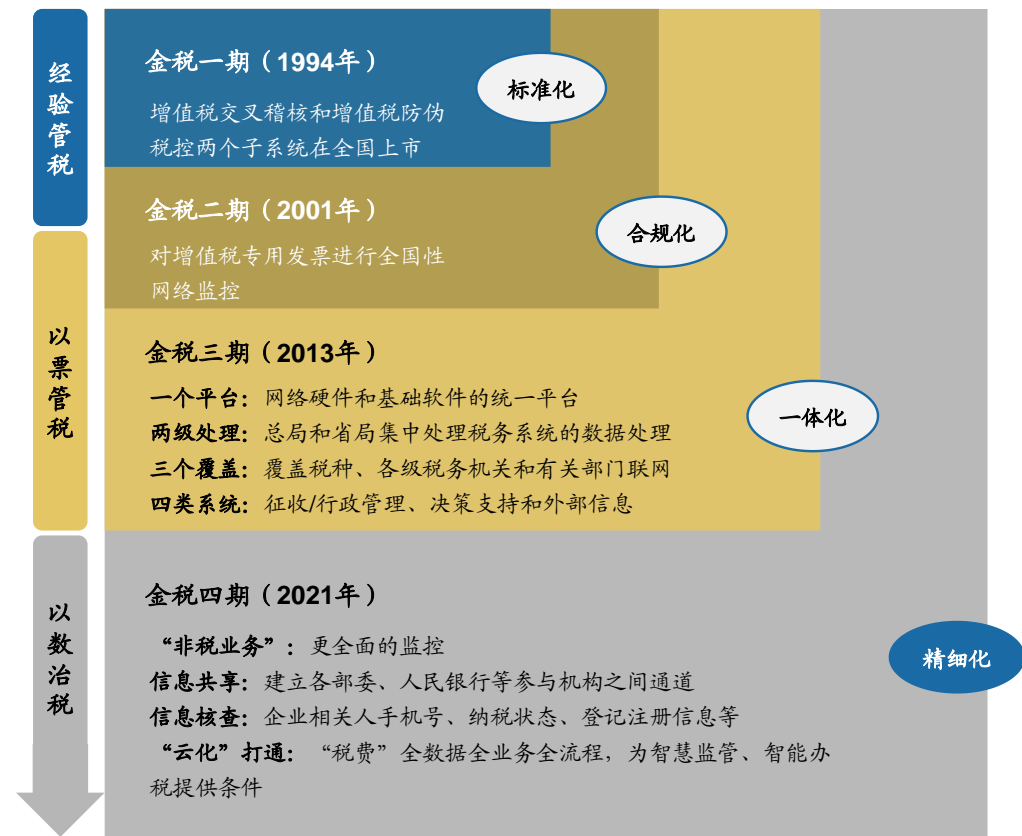 经验管税
金税一期（1994年）
标准化
增值税交叉稽核和增值税防伪
税控两个子系统在全国上市
金税二期（2001年）
合规化
对增值税专用发票进行全国性
网络监控
以票管税
金税三期（2013年）
一个平台：网络硬件和基础软件的统一平台
一体化
两级处理：总局和省局集中处理税务系统的数据处理
三个覆盖：覆盖税种、各级税务机关和有关部门联网
四类系统：征收/行政管理、决策支持和外部信息
以数治税
金税四期（2021年）
“非税业务”：更全面的监控
精细化
信息共享：建立各部委、人民银行等参与机构之间通道
信息核查：企业相关人手机号、纳税状态、登记注册信息等
“云化”打通：“税费”全数据全业务全流程，为智慧监管、智能办
税提供条件